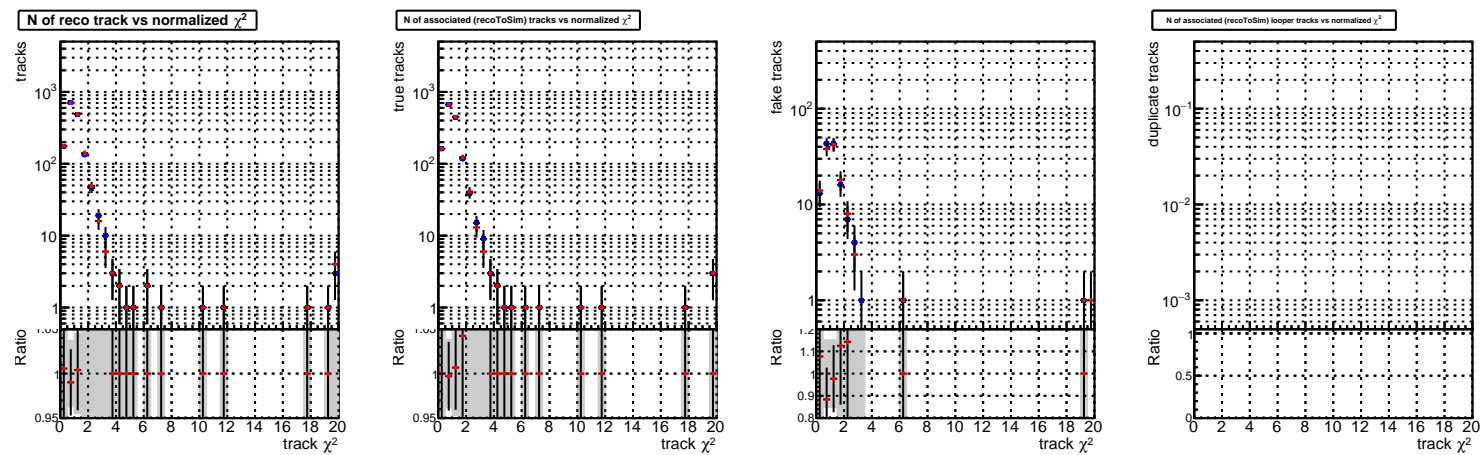 N of reco track vs normalized χ²
tracks
10³
10²
10
1
Ratio
1.05
1
0.95
0 2 4 6 8 10 12 14 16 18 20
track χ²
N of associated (recoToSim) tracks vs normalized χ²
true tracks
10³
10²
10
1
Ratio
1.05
1
0.95
0 2 4 6 8 10 12 14 16 18 20
track χ²
fake tracks
10²
10
1
Ratio
1.2
1.1
1
0.9
0.8
0 2 4 6 8 10 12 14 16 18 20
track χ²
N of associated (recoToSim) looper tracks vs normalized χ²
duplicate tracks
10⁻¹
10⁻²
10⁻³
Ratio
1
0.5
0
0 2 4 6 8 10 12 14 16 18 20
track χ²